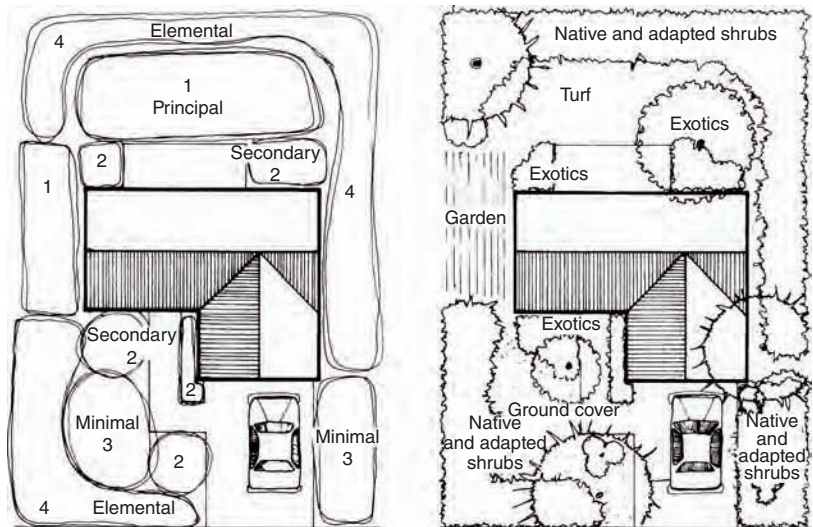 4
Elemental
1
Principal
2
Secondary
2
1
4
Secondary
2
2
Minimal
3
2
Minimal
3
4
Elemental
Native and adapted shrubs
Turf
Exotics
Exotics
Garden
Exotics
Ground cover
Native
and adapted
shrubs
Native
and
adapted
shrubs